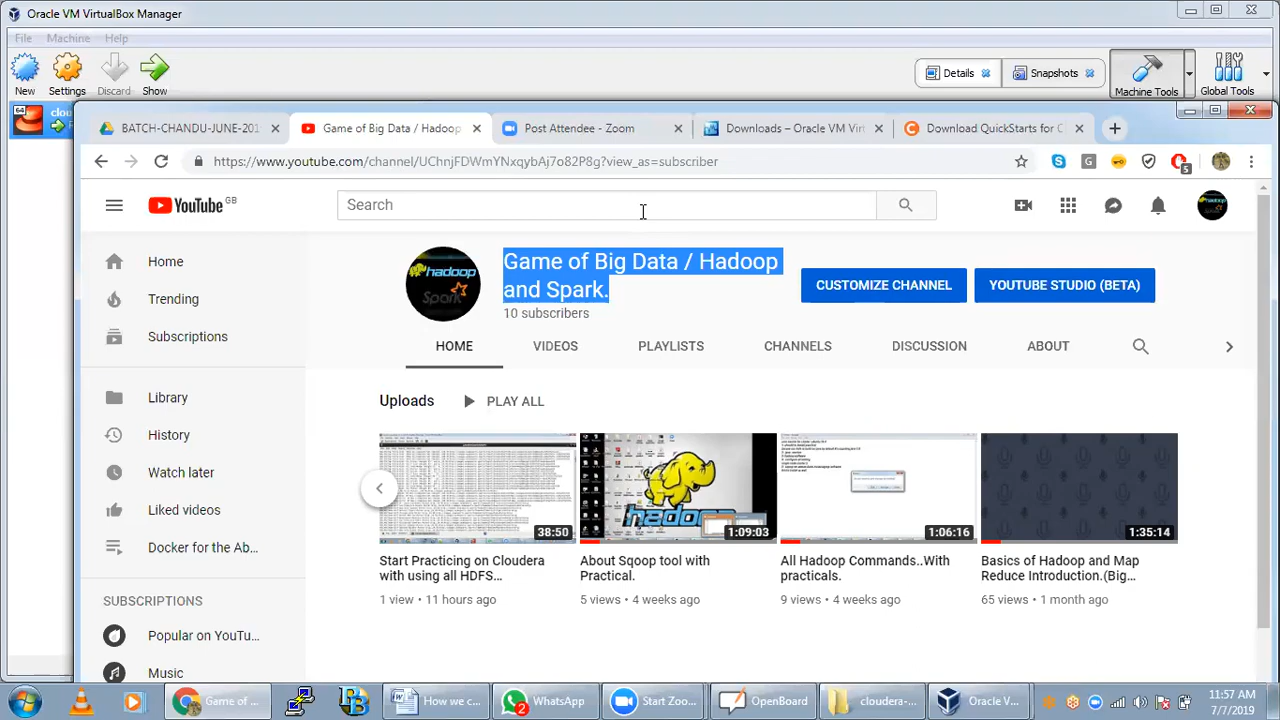 Oracle VM VirtualBox Manager
File Machine Help
New Settings Discard Show
Details Snapshots Machine Tools Global Tools
64 clou
BATCH-CHANDU-JUNE-201 Game of Big Data / Hadoop Post Attendee - Zoom Downloads – Oracle VM Virt Download QuickStarts for C
https://www.youtube.com/channel/UChnjFDWmYNxqybAj7o82P8g?view_as=subscriber
G 5
YouTube GB
Search
Home
Trending
Subscriptions
Library
History
Watch later
Liked videos
Docker for the Ab...
SUBSCRIPTIONS
Popular on YouTu...
Music
hadoop
Spark
Game of Big Data / Hadoop
and Spark.
10 subscribers
CUSTOMIZE CHANNEL YOUTUBE STUDIO (BETA)
HOME VIDEOS PLAYLISTS CHANNELS DISCUSSION ABOUT
Uploads PLAY ALL
hadoop
38:50 1:09:03 1:06:16 1:35:14
Start Practicing on Cloudera
with using all HDFS...
1 view • 11 hours ago
About Sqoop tool with
Practical.
5 views • 4 weeks ago
All Hadoop Commands..With
practicals.
9 views • 4 weeks ago
Basics of Hadoop and Map
Reduce Introduction.(Big...
65 views • 1 month ago
Game of ... How we c... WhatsApp 2 Start Zoo... OpenBoard cloudera-... Oracle V...
11:57 AM
7/7/2019